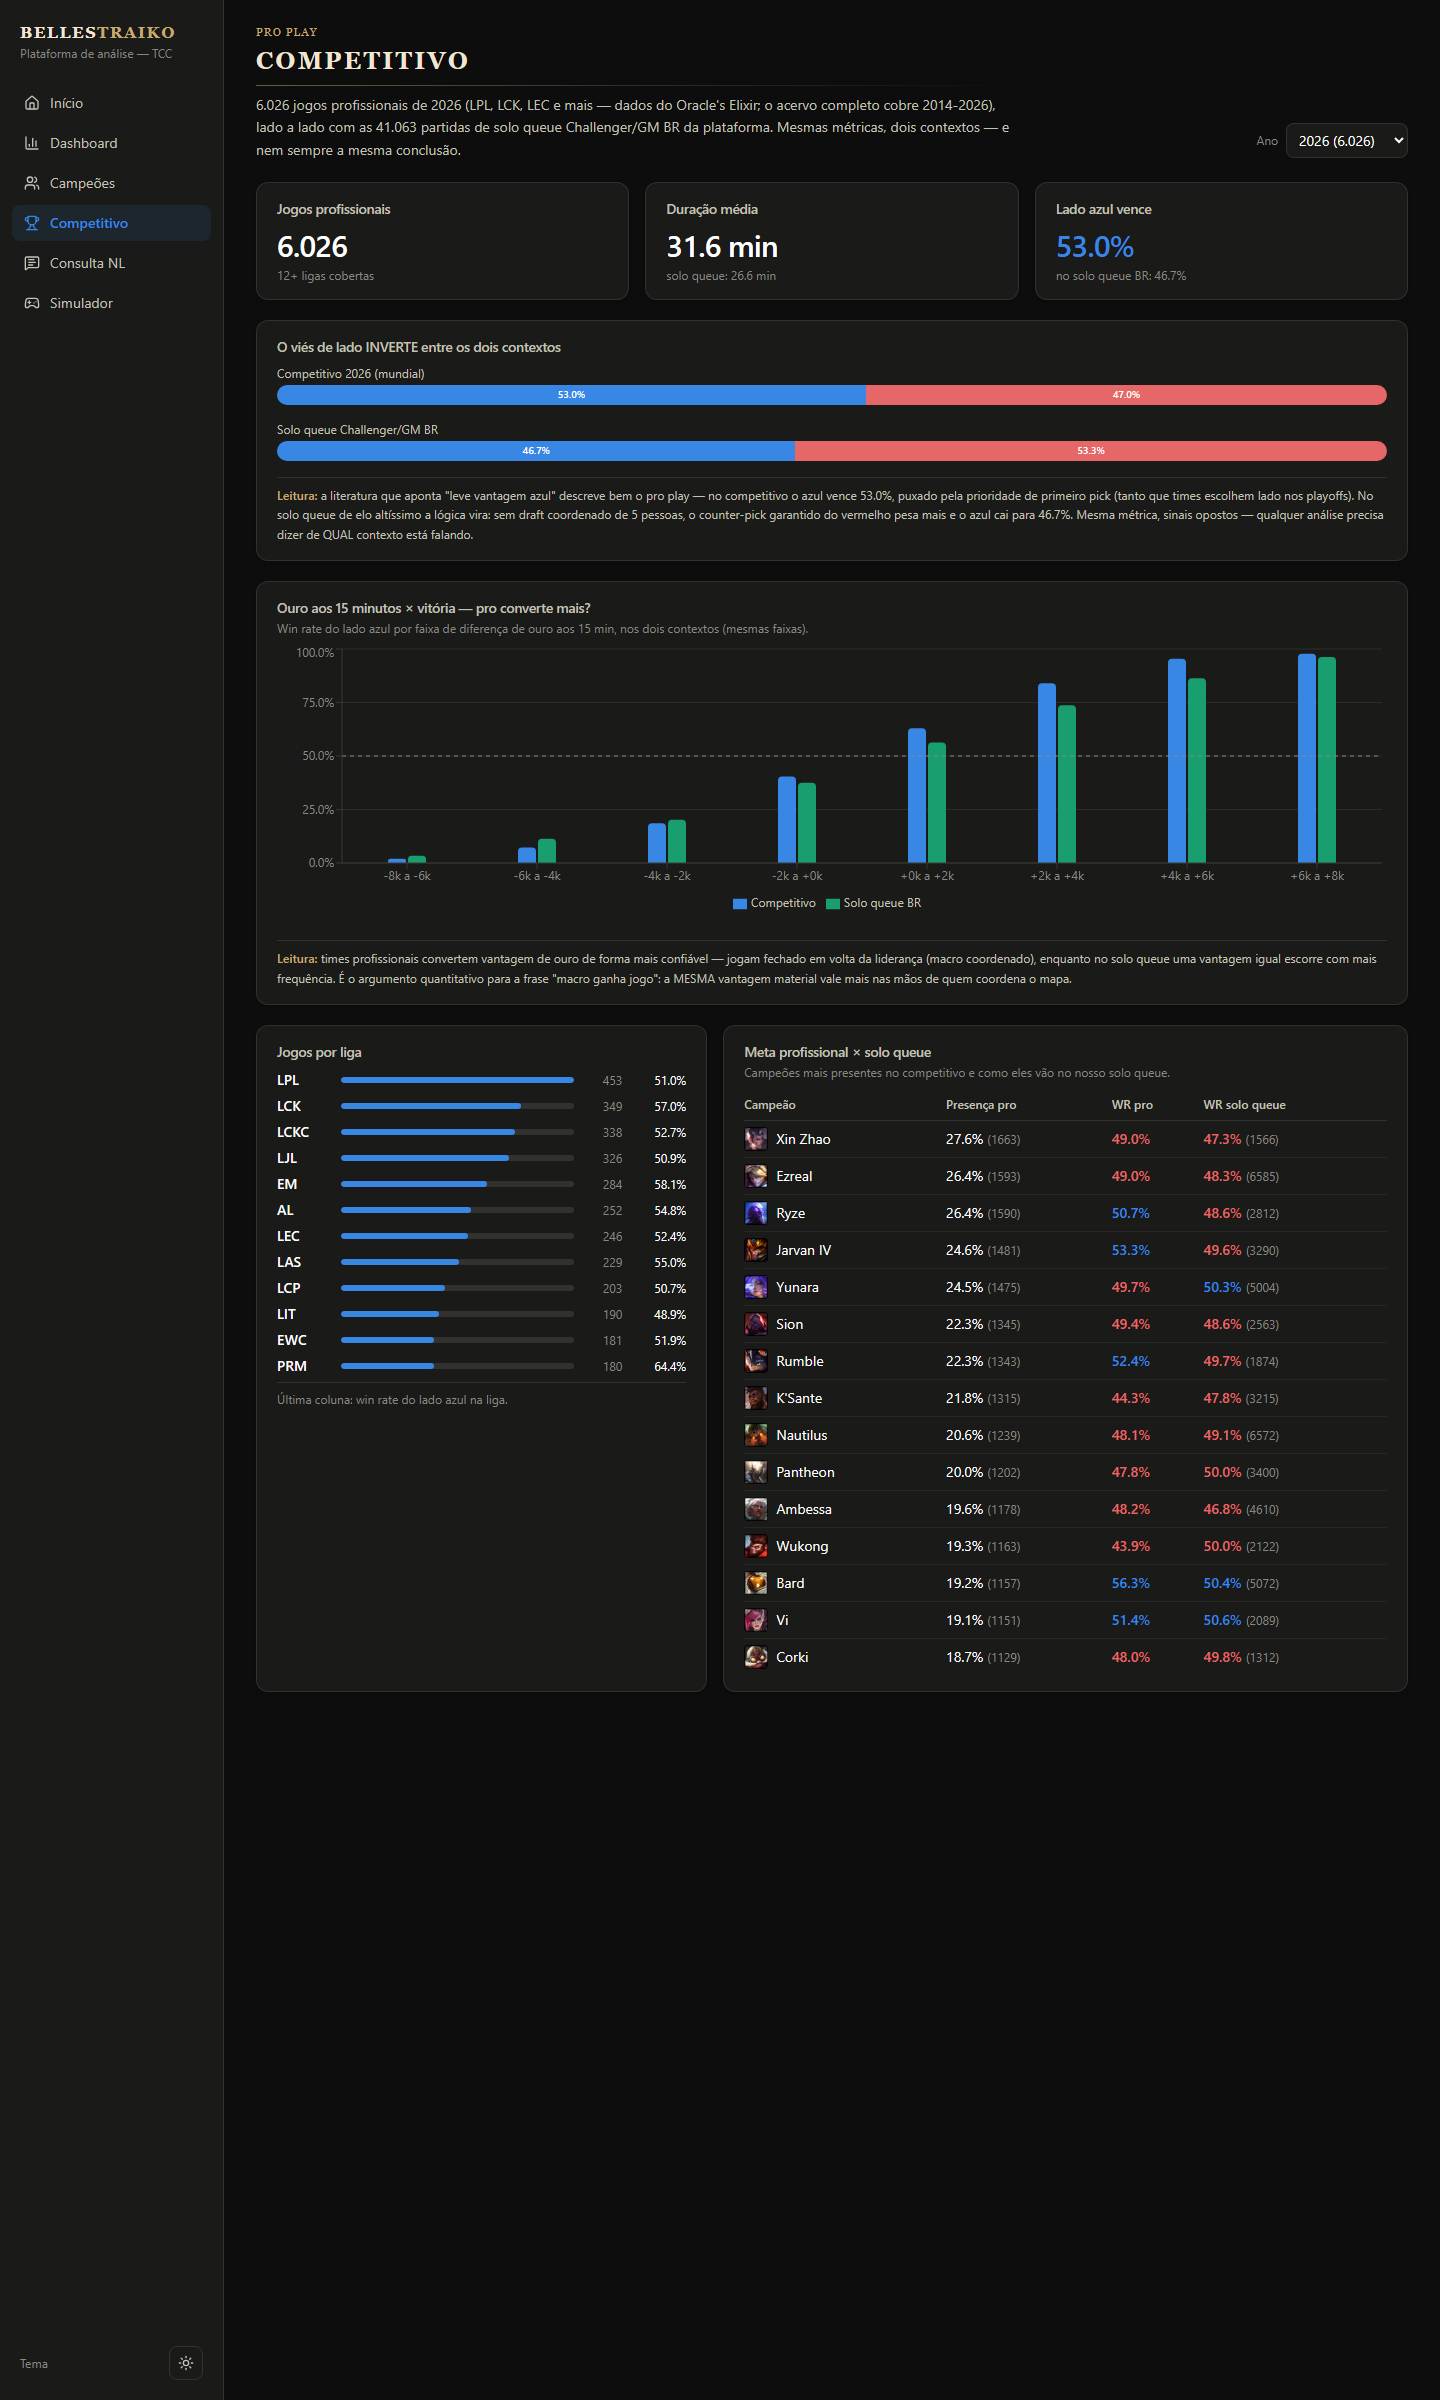 BELLESTRAIKO
Plataforma de análise — TCC
Início
Dashboard
Campeões
Competitivo
Consulta NL
Simulador
Tema
PRO PLAY
COMPETITIVO
6.026 jogos profissionais de 2026 (LPL, LCK, LEC e mais — dados do Oracle's Elixir; o acervo completo cobre 2014-2026),
lado a lado com as 41.063 partidas de solo queue Challenger/GM BR da plataforma. Mesmas métricas, dois contextos — e
nem sempre a mesma conclusão.
Ano 2026 (6.026)
Jogos profissionais
6.026
12+ ligas cobertas
Duração média
31.6 min
solo queue: 26.6 min
Lado azul vence
53.0%
no solo queue BR: 46.7%
O viés de lado INVERTE entre os dois contextos
Competitivo 2026 (mundial)
53.0% 47.0%
Solo queue Challenger/GM BR
46.7% 53.3%
Leitura: a literatura que aponta "leve vantagem azul" descreve bem o pro play — no competitivo o azul vence 53.0%, puxado pela prioridade de primeiro pick (tanto que times escolhem lado nos playoffs). No
solo queue de elo altíssimo a lógica vira: sem draft coordenado de 5 pessoas, o counter-pick garantido do vermelho pesa mais e o azul cai para 46.7%. Mesma métrica, sinais opostos — qualquer análise precisa
dizer de QUAL contexto está falando.
Ouro aos 15 minutos × vitória — pro converte mais?
Win rate do lado azul por faixa de diferença de ouro aos 15 min, nos dois contextos (mesmas faixas).
100.0%
75.0%
50.0%
25.0%
0.0%
-8k a -6k -6k a -4k -4k a -2k -2k a +0k +0k a +2k +2k a +4k +4k a +6k +6k a +8k
Competitivo Solo queue BR
Leitura: times profissionais convertem vantagem de ouro de forma mais confiável — jogam fechado em volta da liderança (macro coordenado), enquanto no solo queue uma vantagem igual escorre com mais
frequência. É o argumento quantitativo para a frase "macro ganha jogo": a MESMA vantagem material vale mais nas mãos de quem coordena o mapa.
Jogos por liga
LPL 453 51.0%
LCK 349 57.0%
LCKC 338 52.7%
LJL 326 50.9%
EM 284 58.1%
AL 252 54.8%
LEC 246 52.4%
LAS 229 55.0%
LCP 203 50.7%
LIT 190 48.9%
EWC 181 51.9%
PRM 180 64.4%
Última coluna: win rate do lado azul na liga.
Meta profissional × solo queue
Campeões mais presentes no competitivo e como eles vão no nosso solo queue.
Campeão Presença pro WR pro WR solo queue
Xin Zhao 27.6% (1663) 49.0% 47.3% (1566)
Ezreal 26.4% (1593) 49.0% 48.3% (6585)
Ryze 26.4% (1590) 50.7% 48.6% (2812)
Jarvan IV 24.6% (1481) 53.3% 49.6% (3290)
Yunara 24.5% (1475) 49.7% 50.3% (5004)
Sion 22.3% (1345) 49.4% 48.6% (2563)
Rumble 22.3% (1343) 52.4% 49.7% (1874)
K'Sante 21.8% (1315) 44.3% 47.8% (3215)
Nautilus 20.6% (1239) 48.1% 49.1% (6572)
Pantheon 20.0% (1202) 47.8% 50.0% (3400)
Ambessa 19.6% (1178) 48.2% 46.8% (4610)
Wukong 19.3% (1163) 43.9% 50.0% (2122)
Bard 19.2% (1157) 56.3% 50.4% (5072)
Vi 19.1% (1151) 51.4% 50.6% (2089)
Corki 18.7% (1129) 48.0% 49.8% (1312)